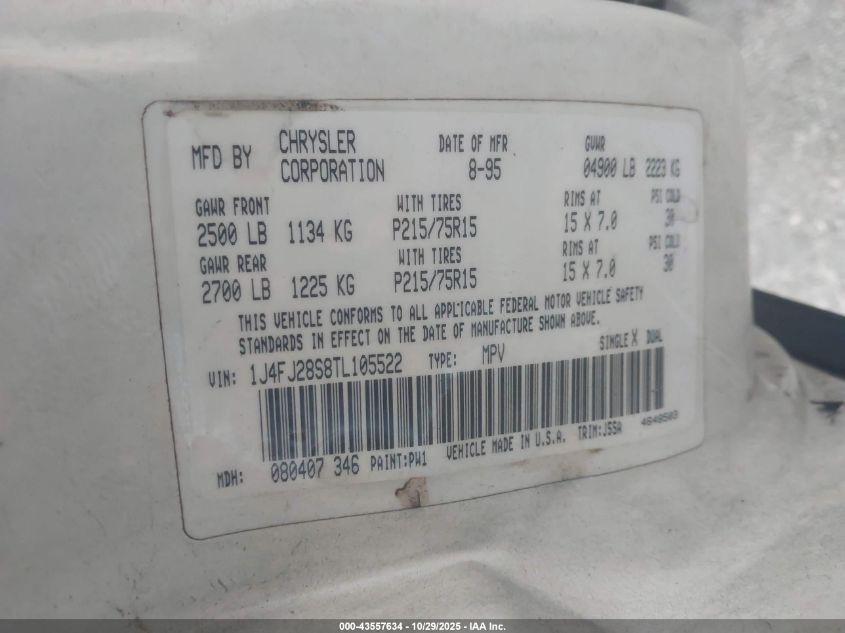 MFD BY CHRYSLER CORPORATION DATE OF MFR 8-95 GVWR 04900 LB 2223 KG
GAWR FRONT WITH TIRES RIMS AT PSI COLD
2500 LB 1134 KG P215/75R15 15 X 7.0 30
GAWR REAR WITH TIRES RIMS AT PSI COLD
2700 LB 1225 KG P215/75R15 15 X 7.0 30
THIS VEHICLE CONFORMS TO ALL APPLICABLE FEDERAL MOTOR VEHICLE SAFETY
STANDARDS IN EFFECT ON THE DATE OF MANUFACTURE SHOWN ABOVE.
SINGLE X DUAL
VIN: 1J4FJ28S8TL105522 TYPE: MPV
4648503
MDH: 080407 346 PAINT:PW1 VEHICLE MADE IN U.S.A. TRIM:J5SA
000-43557634 | 10/29/2025 | IAA Inc.